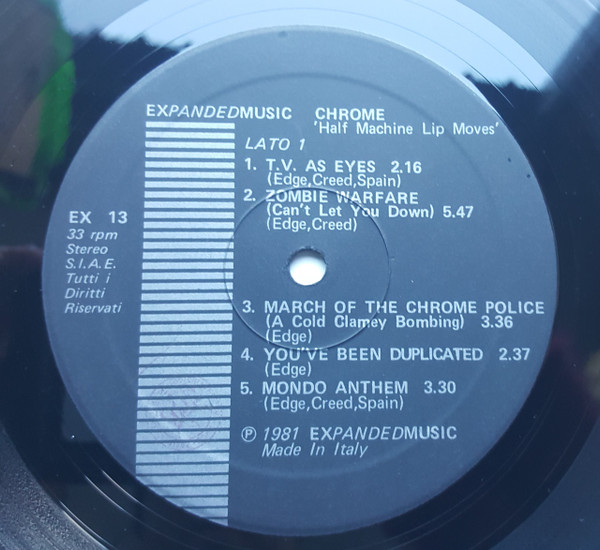 EXPANDEDMUSIC CHROME
'Half Machine Lip Moves'
LATO 1
1. T.V. AS EYES 2.16
(Edge,Creed,Spain)
2. ZOMBIE WARFARE
(Can't Let You Down) 5.47
(Edge,Creed)
EX 13
33 rpm
Stereo
S.I.A.E.
Tutti i
Diritti
Riservati
3. MARCH OF THE CHROME POLICE
(A Cold Clamey Bombing) 3.36
(Edge)
4. YOU'VE BEEN DUPLICATED 2.37
(Edge)
5. MONDO ANTHEM 3.30
(Edge,Creed,Spain)
℗ 1981 EXPANDEDMUSIC
Made In Italy